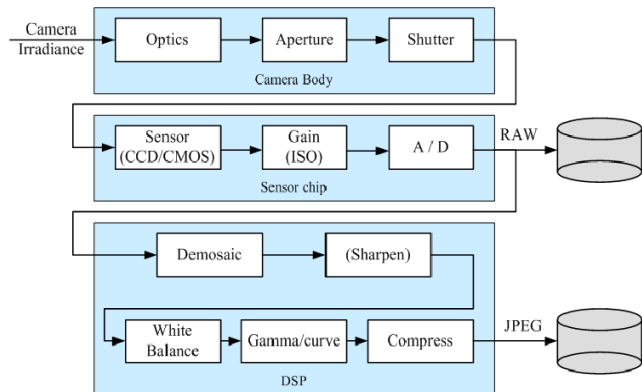 Camera
Irradiance
Optics
Aperture
Shutter
Camera Body
Sensor
(CCD/CMOS)
Gain
(ISO)
A / D
RAW
Sensor chip
Demosaic
(Sharpen)
White
Balance
Gamma/curve
Compress
JPEG
DSP